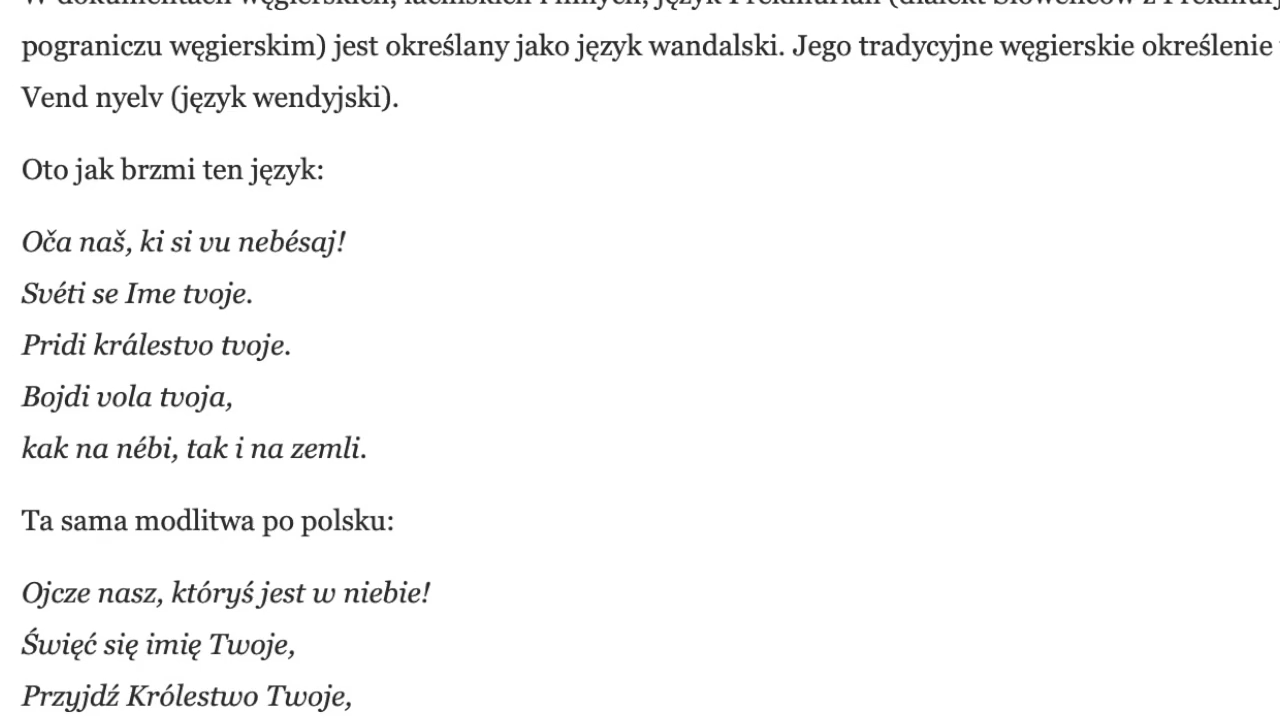 pograniczu węgierskim) jest określany jako język wandalski. Jego tradycyjne węgierskie określenie
Vend nyelv (język wendyjski).
Oto jak brzmi ten język:
Oča naš, ki si vu nebésaj!
Svéti se Ime tvoje.
Pridi králestvo tvoje.
Bojdi vola tvoja,
kak na nébi, tak i na zemli.
Ta sama modlitwa po polsku:
Ojcze nasz, któryś jest w niebie!
Święć się imię Twoje,
Przyjdź Królestwo Twoje,